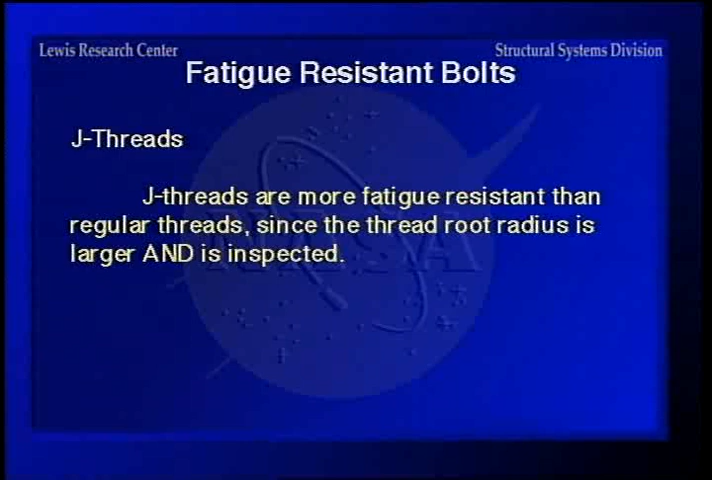 Lewis Research Center
Structural Systems Division
Fatigue Resistant Bolts
J-Threads
J-threads are more fatigue resistant than
regular threads, since the thread root radius is
larger AND is inspected.
NASA